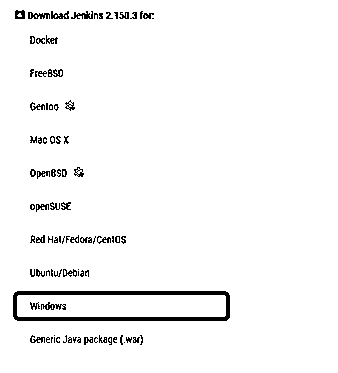 Download Jenkins 2.150.3 for:
Docker
FreeBSD
Gentoo
Mac OS X
OpenBSD
openSUSE
Red Hat/Fedora/CentOS
Ubuntu/Debian
Windows
Generic Java package (.war)